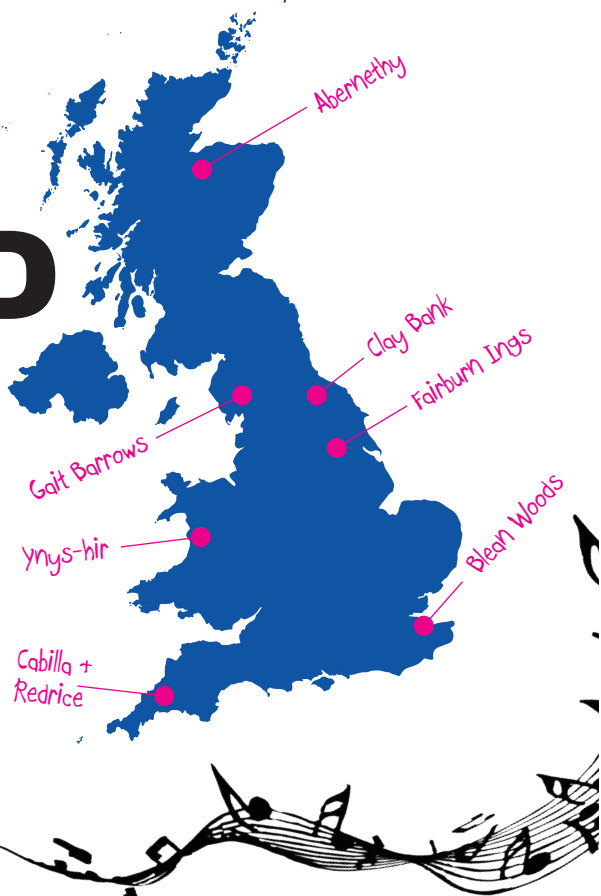 Abernethy
Clay Bank
Fairburn Ings
Gait Barrows
Blean Woods
Ynys-hir
Cabilla +
Redrice